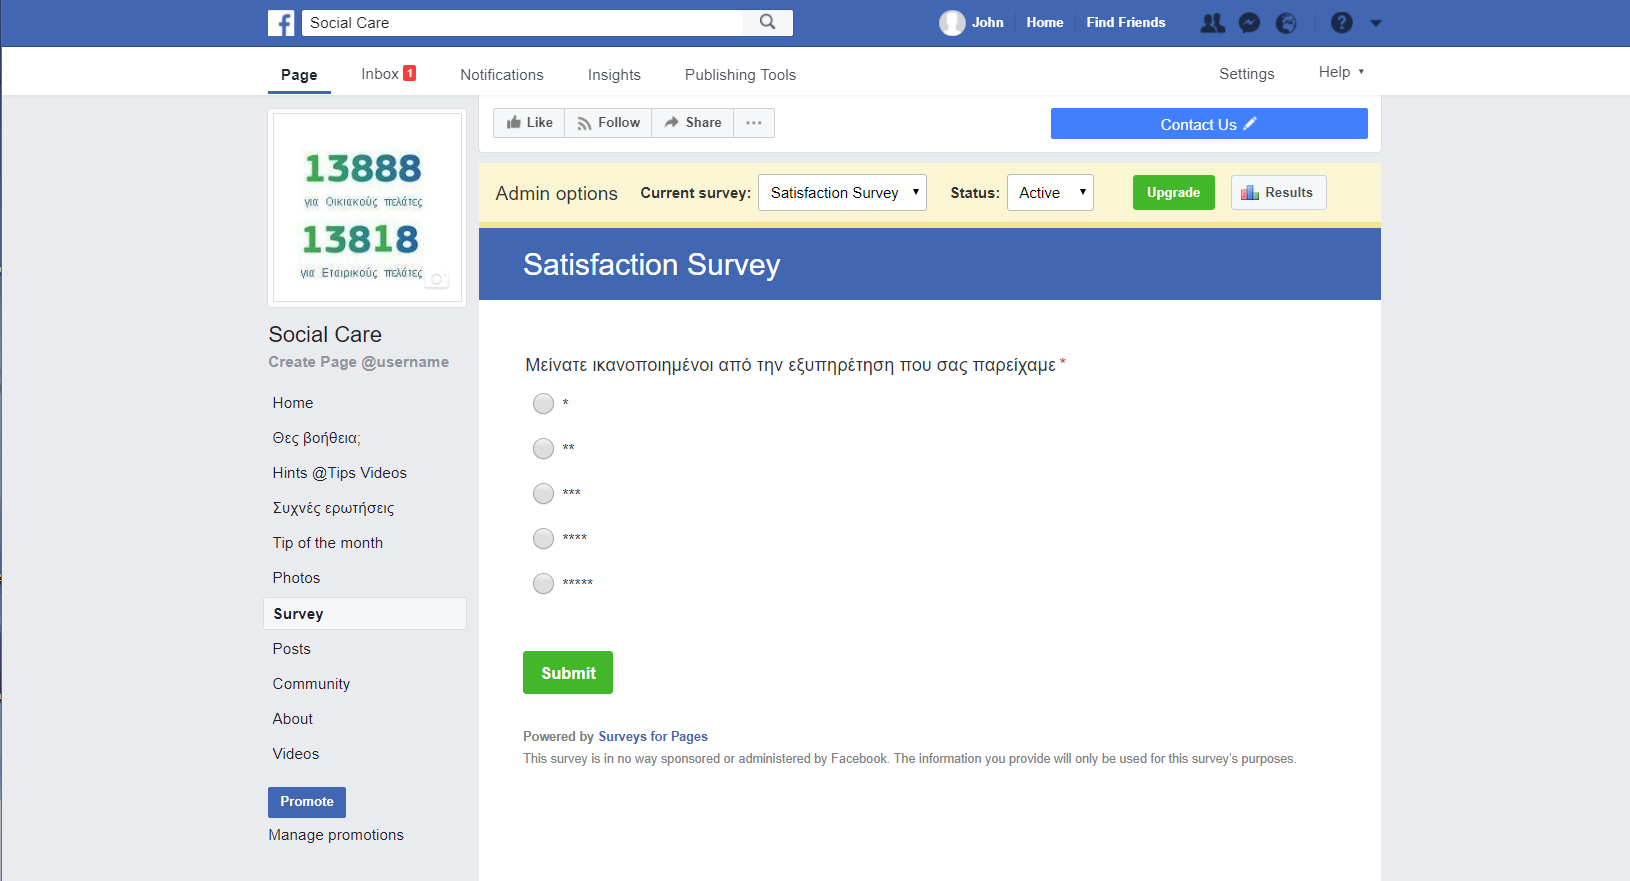 Social Care
John Home Find Friends
Page Inbox 1 Notifications Insights Publishing Tools Settings Help
Like Follow Share ...
Contact Us
13888
για Οικιακούς πελάτες
13818
για Εταιρικούς πελάτες
Admin options Current survey: Satisfaction Survey Status: Active Upgrade Results
Satisfaction Survey
Social Care
Create Page @username
Home
Θες βοήθεια;
Hints @Tips Videos
Συχνές ερωτήσεις
Tip of the month
Photos
Survey
Posts
Community
About
Videos
Promote
Manage promotions
Μείνατε ικανοποιημένοι από την εξυπηρέτηση που σας παρείχαμε *
*
**
***
****
*****
Submit
Powered by Surveys for Pages
This survey is in no way sponsored or administered by Facebook. The information you provide will only be used for this survey's purposes.